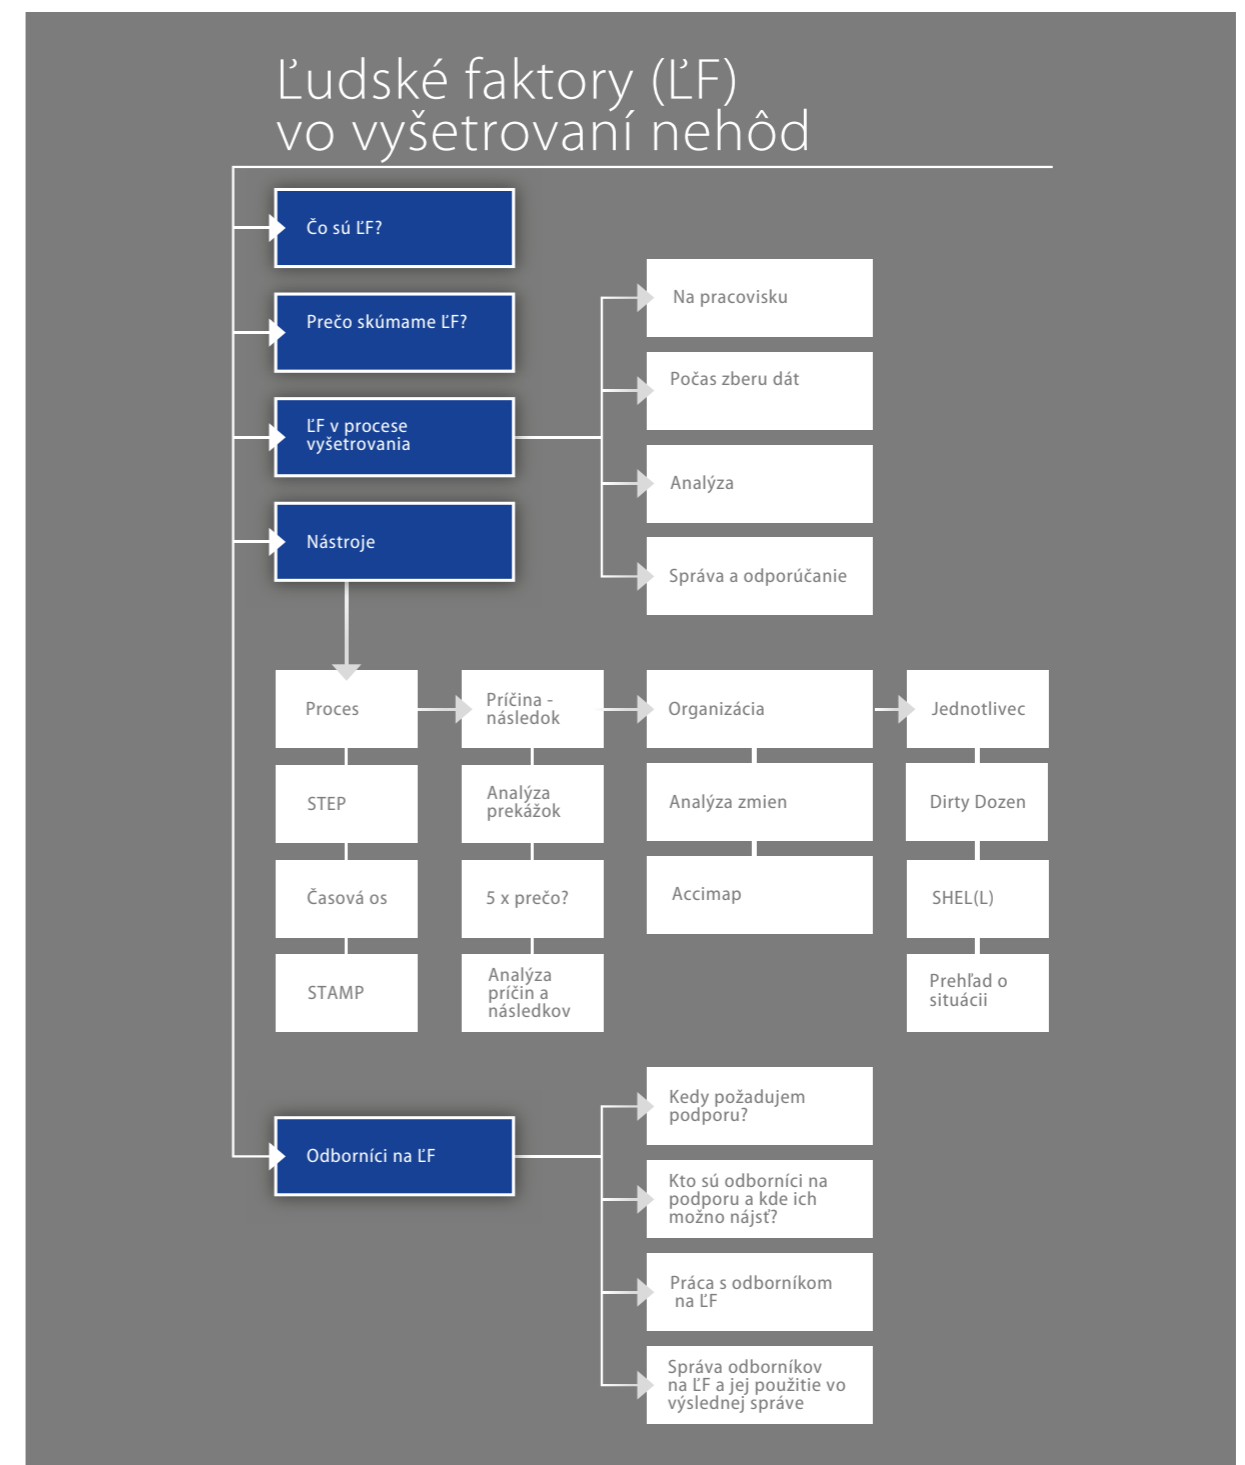 Ľudské faktory (ĽF)
vo vyšetrovaní nehôd
Čo sú ĽF?
Prečo skúmame ĽF?
ĽF v procese
vyšetrovania
Na pracovisku
Počas zberu dát
Analýza
Správa a odporúčanie
Nástroje
Proces
STEP
Časová os
STAMP
Príčina -
následok
Analýza
prekážok
5 x prečo?
Analýza
príčin a
následkov
Organizácia
Analýza zmien
Accimap
Jednotlivec
Dirty Dozen
SHEL(L)
Prehľad o
situácii
Odborníci na ĽF
Kedy požadujem
podporu?
Kto sú odborníci na
podporu a kde ich
možno nájsť?
Práca s odborníkom
na ĽF
Správa odborníkov
na ĽF a jej použitie vo
výslednej správe